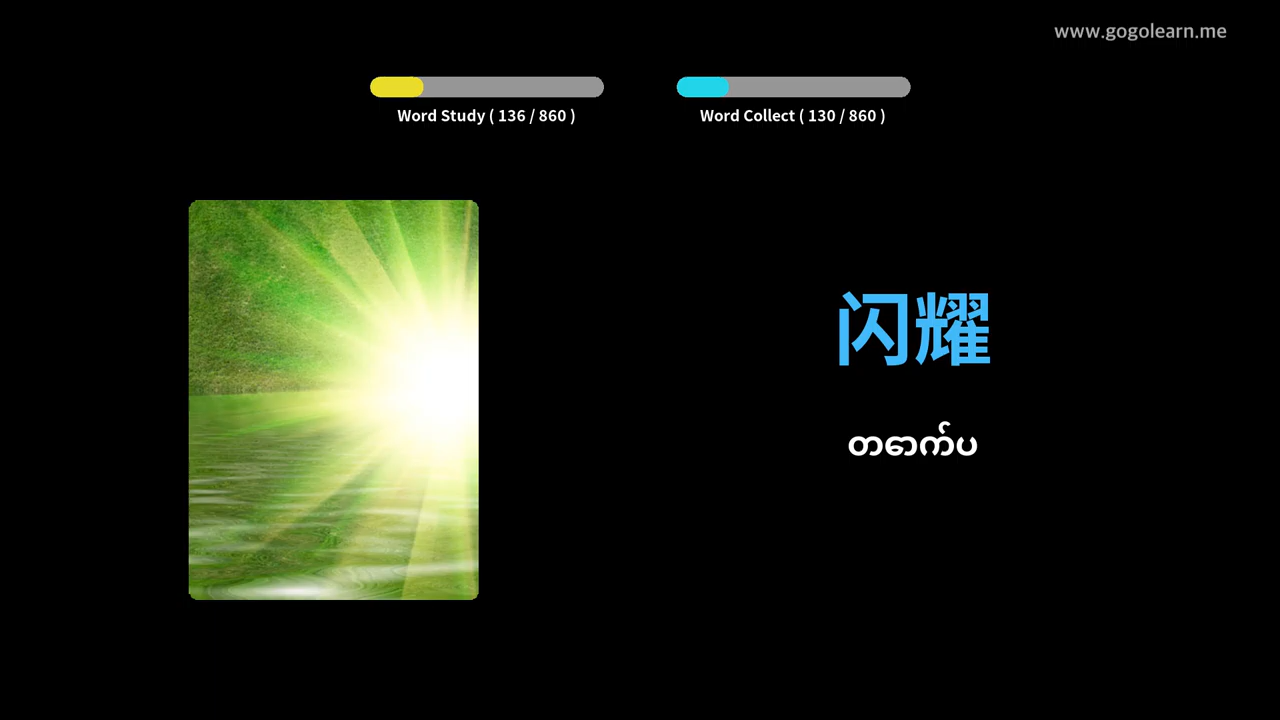 www.gogolearn.me
Word Study ( 136 / 860 )
Word Collect ( 130 / 860 )
闪耀
တောက်ပ